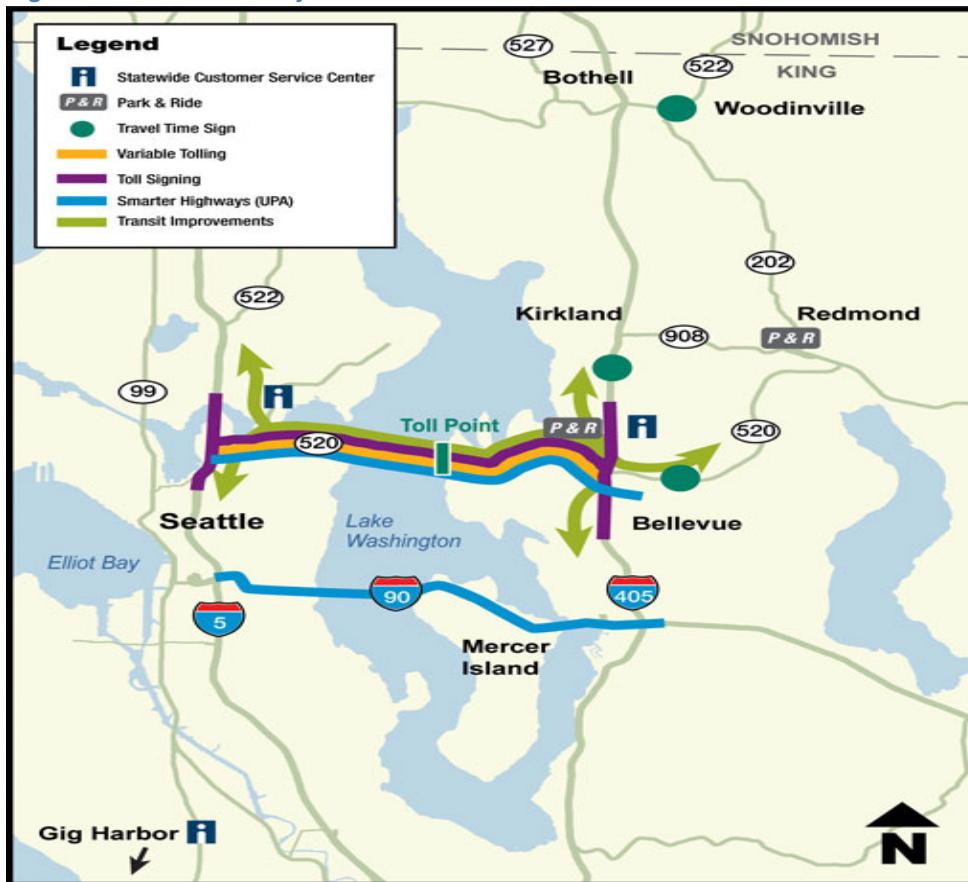 Legend
Statewide Customer Service Center
P & R Park & Ride
Travel Time Sign
Variable Tolling
Toll Signing
Smarter Highways (UPA)
Transit Improvements
527
SNOHOMISH
522
KING
Bothell
Woodinville
202
522
Kirkland
Redmond
908
P & R
99
Toll Point
P & R
520
520
Seattle
Lake
Washington
Bellevue
Elliot Bay
90
405
5
Mercer
Island
Gig Harbor
N